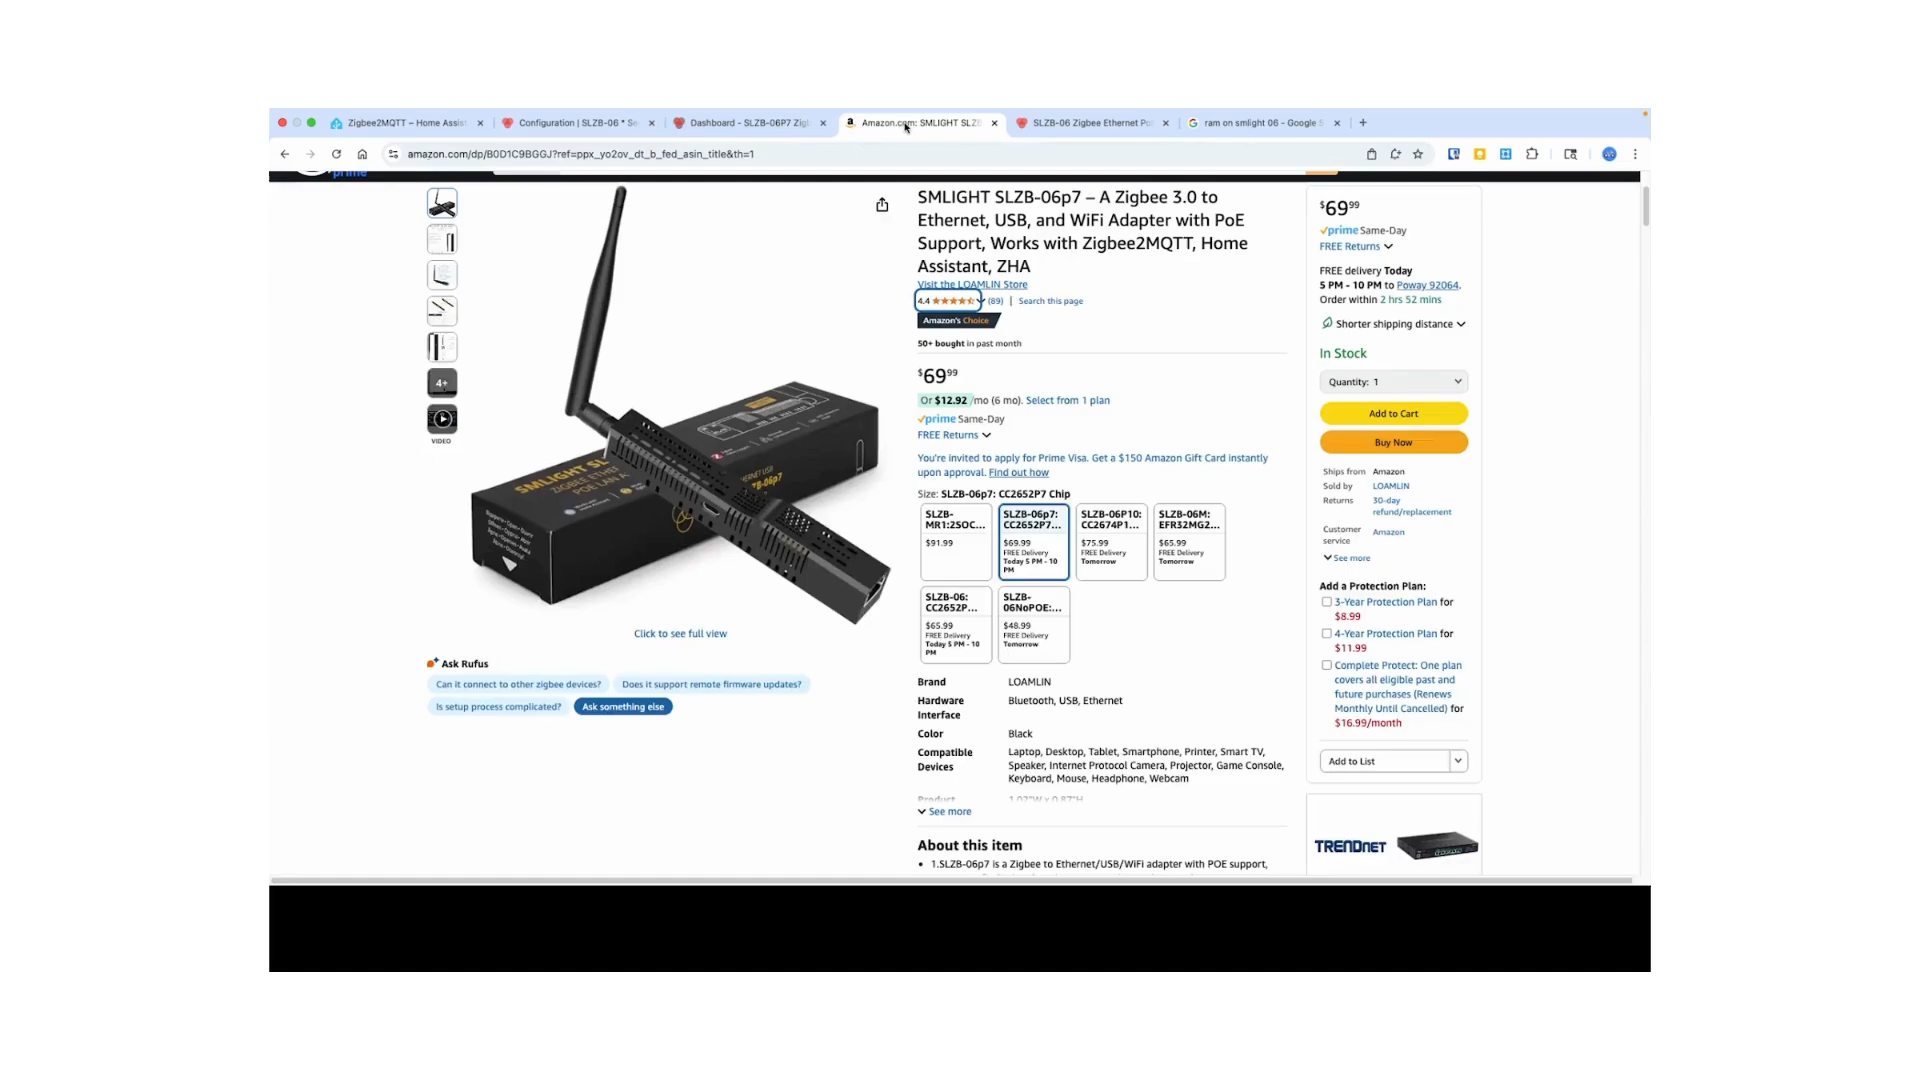 Zigbee2MQTT – Home Assist
Configuration | SLZB-06 * Se
Dashboard - SLZB-06P7 Zig
Amazon.com: SMLIGHT SLZB
SLZB-06 Zigbee Ethernet Po
ram on smlight 06 - Google S
amazon.com/dp/B0D1C9BGGJ?ref=ppx_yo2ov_dt_b_fed_asin_title&th=1
prime
4+
VIDEO
SMLIGHT SL
ZIGBEE ETHER
POE LAN A
ZB-06p7
Click to see full view
Ask Rufus
Can it connect to other zigbee devices?
Does it support remote firmware updates?
Is setup process complicated?
Ask something else
SMLIGHT SLZB-06p7 – A Zigbee 3.0 to
Ethernet, USB, and WiFi Adapter with PoE
Support, Works with Zigbee2MQTT, Home
Assistant, ZHA
Visit the LOAMLIN Store
4.4 (89) | Search this page
Amazon's Choice
50+ bought in past month
$69.99
Or $12.92 /mo (6 mo). Select from 1 plan
prime Same-Day
FREE Returns
You're invited to apply for Prime Visa. Get a $150 Amazon Gift Card instantly
upon approval. Find out how
Size: SLZB-06p7: CC2652P7 Chip
SLZB-
MR1:2SOC...
$91.99
SLZB-06p7:
CC2652P7...
$69.99
FREE Delivery
Today 5 PM - 10
PM
SLZB-06P10:
CC2674P1...
$75.99
FREE Delivery
Tomorrow
SLZB-06M:
EFR32MG2...
$65.99
FREE Delivery
Tomorrow
SLZB-06:
CC2652P...
$65.99
FREE Delivery
Today 5 PM - 10
PM
SLZB-
06NoPOE:...
$48.99
FREE Delivery
Tomorrow
Brand LOAMLIN
Hardware Interface Bluetooth, USB, Ethernet
Color Black
Compatible Devices Laptop, Desktop, Tablet, Smartphone, Printer, Smart TV,
Speaker, Internet Protocol Camera, Projector, Game Console,
Keyboard, Mouse, Headphone, Webcam
Product 1.02"W x 0.87"H
See more
About this item
1.SLZB-06p7 is a Zigbee to Ethernet/USB/WiFi adapter with POE support,
$69.99
prime Same-Day
FREE Returns
FREE delivery Today
5 PM - 10 PM to Poway 92064.
Order within 2 hrs 52 mins
Shorter shipping distance
In Stock
Quantity: 1
Add to Cart
Buy Now
Ships from Amazon
Sold by LOAMLIN
Returns 30-day
refund/replacement
Customer service Amazon
See more
Add a Protection Plan:
3-Year Protection Plan for
$8.99
4-Year Protection Plan for
$11.99
Complete Protect: One plan
covers all eligible past and
future purchases (Renews
Monthly Until Cancelled) for
$16.99/month
Add to List
TRENDNET